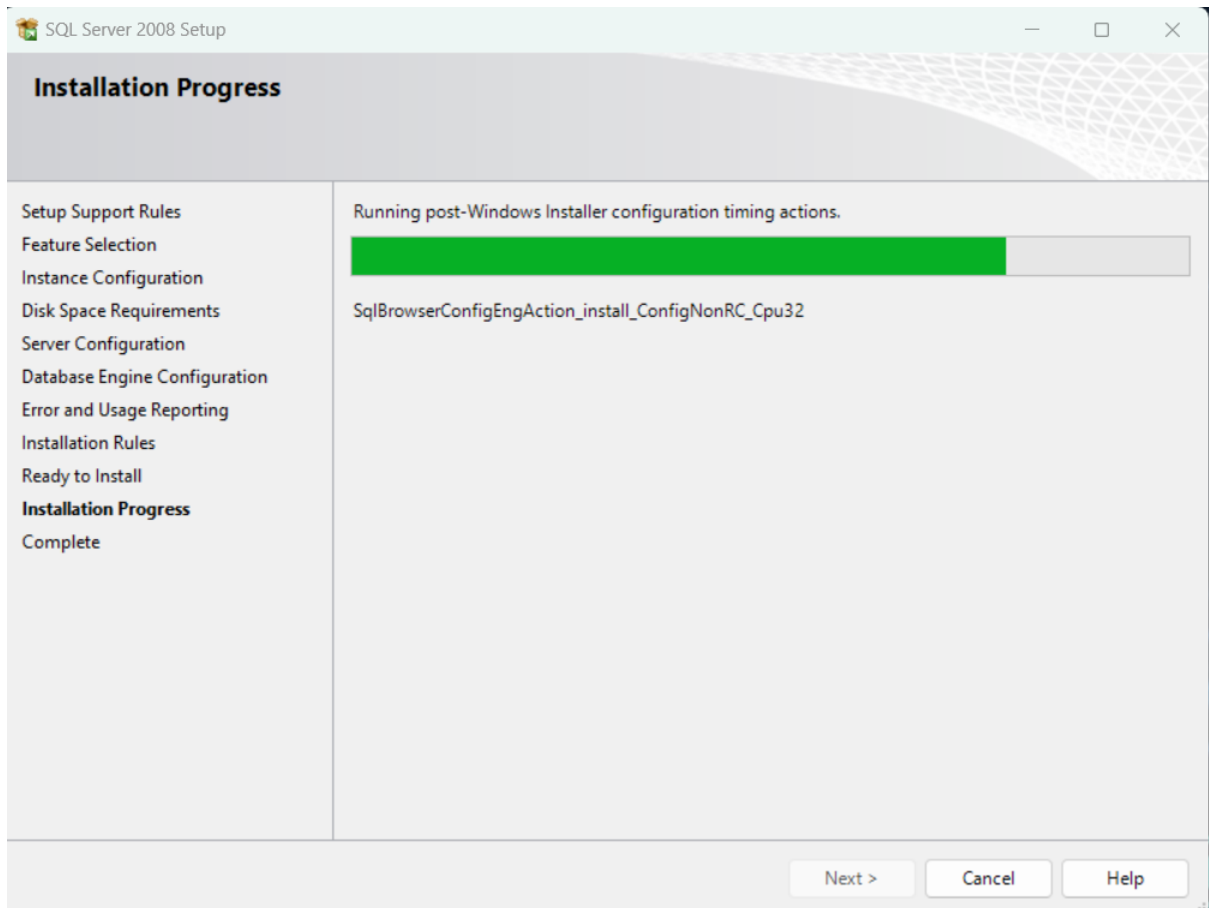 SQL Server 2008 Setup
Installation Progress
Setup Support Rules
Feature Selection
Instance Configuration
Disk Space Requirements
Server Configuration
Database Engine Configuration
Error and Usage Reporting
Installation Rules
Ready to Install
Installation Progress
Complete
Running post-Windows Installer configuration timing actions.
SqlBrowserConfigEngAction_install_ConfigNonRC_Cpu32
Next >
Cancel
Help